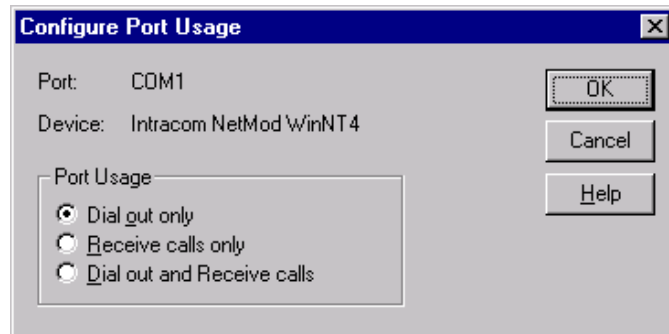 Configure Port Usage
Port: COM1
Device: Intracom NetMod WinNT4
Port Usage
Dial out only
Receive calls only
Dial out and Receive calls
OK
Cancel
Help